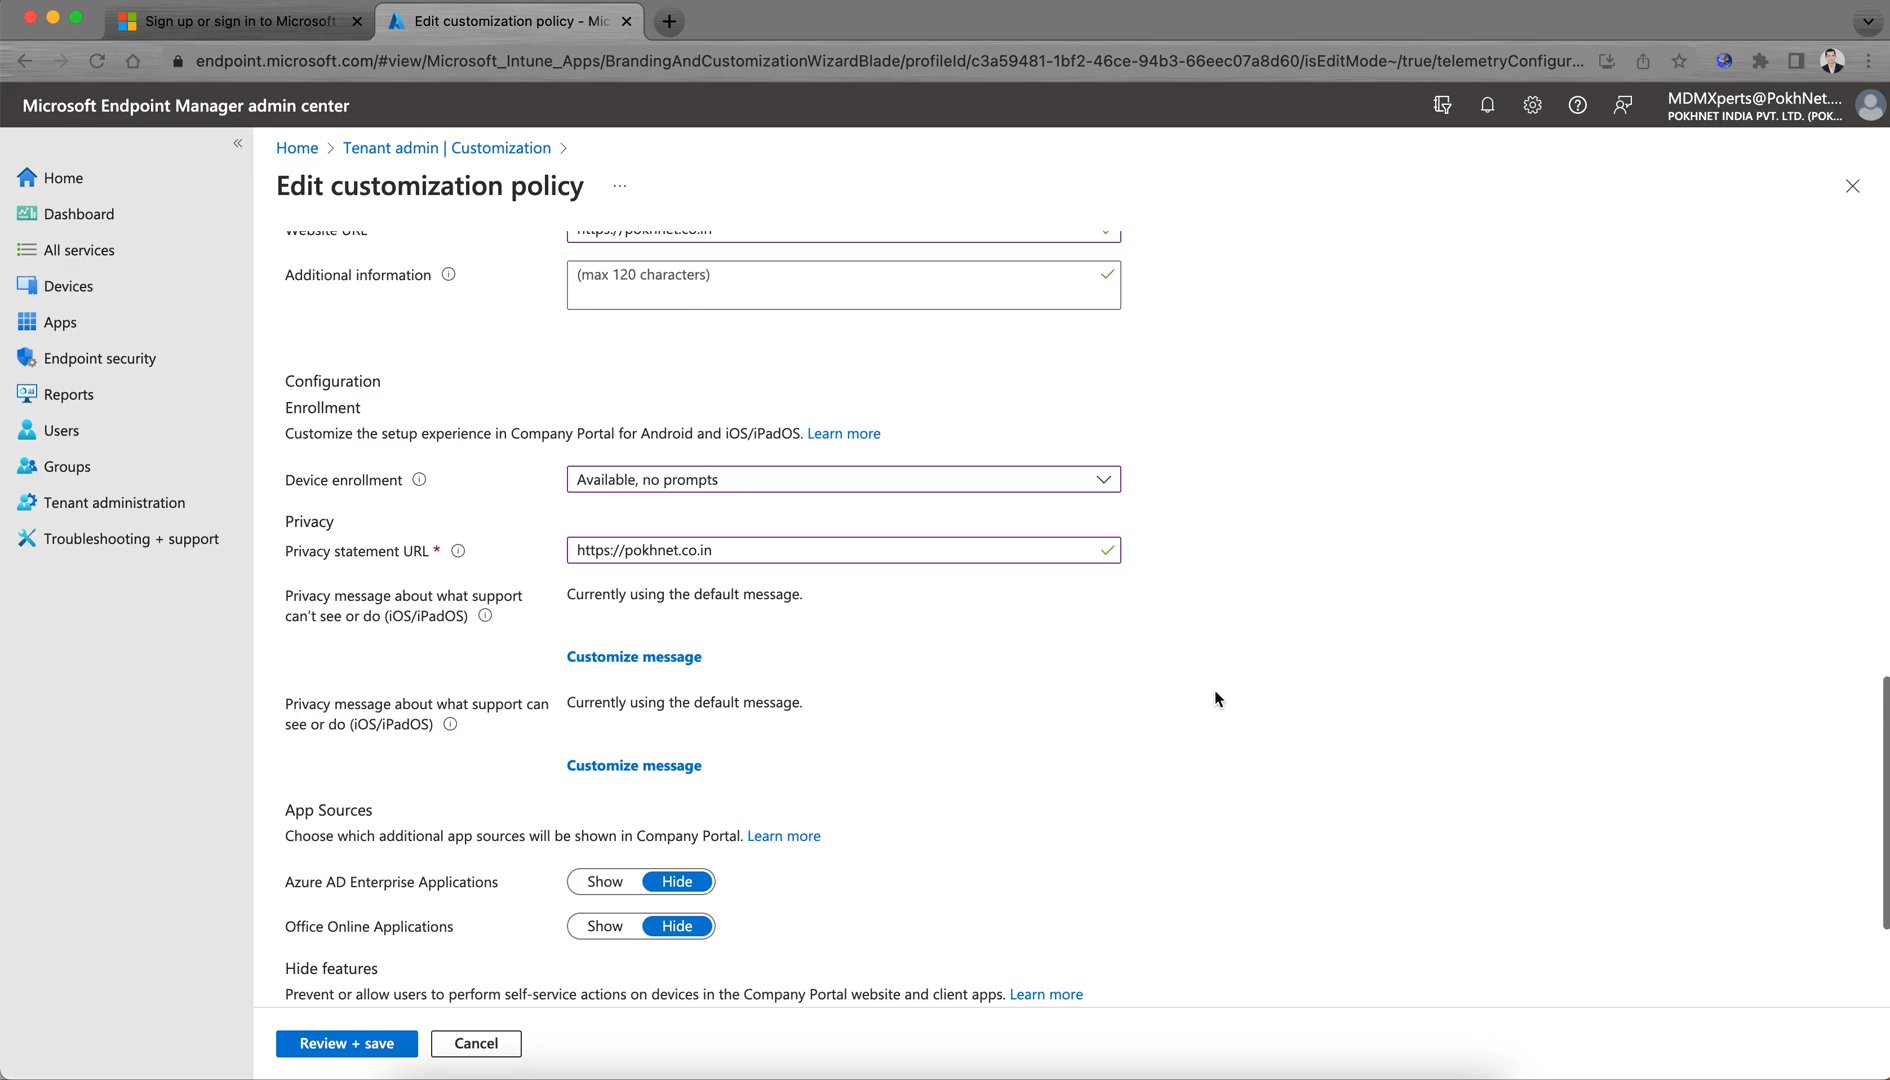 Sign up or sign in to Microsoft
Edit customization policy - Mic
endpoint.microsoft.com/#view/Microsoft_Intune_Apps/BrandingAndCustomizationWizardBlade/profileId/c3a59481-1bf2-46ce-94b3-66eec07a8d60/isEditMode~/true/telemetryConfigur...
Microsoft Endpoint Manager admin center
MDMXperts@PokhNet....
POKHNET INDIA PVT. LTD. (POK...
Home
Dashboard
All services
Devices
Apps
Endpoint security
Reports
Users
Groups
Tenant administration
Troubleshooting + support
Home > Tenant admin | Customization >
Edit customization policy ...
Website URL https://pokhnet.co.in
Additional information (max 120 characters)
Configuration
Enrollment
Customize the setup experience in Company Portal for Android and iOS/iPadOS. Learn more
Device enrollment Available, no prompts
Privacy
Privacy statement URL * https://pokhnet.co.in
Privacy message about what support
can't see or do (iOS/iPadOS)
Currently using the default message.
Customize message
Privacy message about what support can
see or do (iOS/iPadOS)
Currently using the default message.
Customize message
App Sources
Choose which additional app sources will be shown in Company Portal. Learn more
Azure AD Enterprise Applications Show Hide
Office Online Applications Show Hide
Hide features
Prevent or allow users to perform self-service actions on devices in the Company Portal website and client apps. Learn more
Review + save Cancel